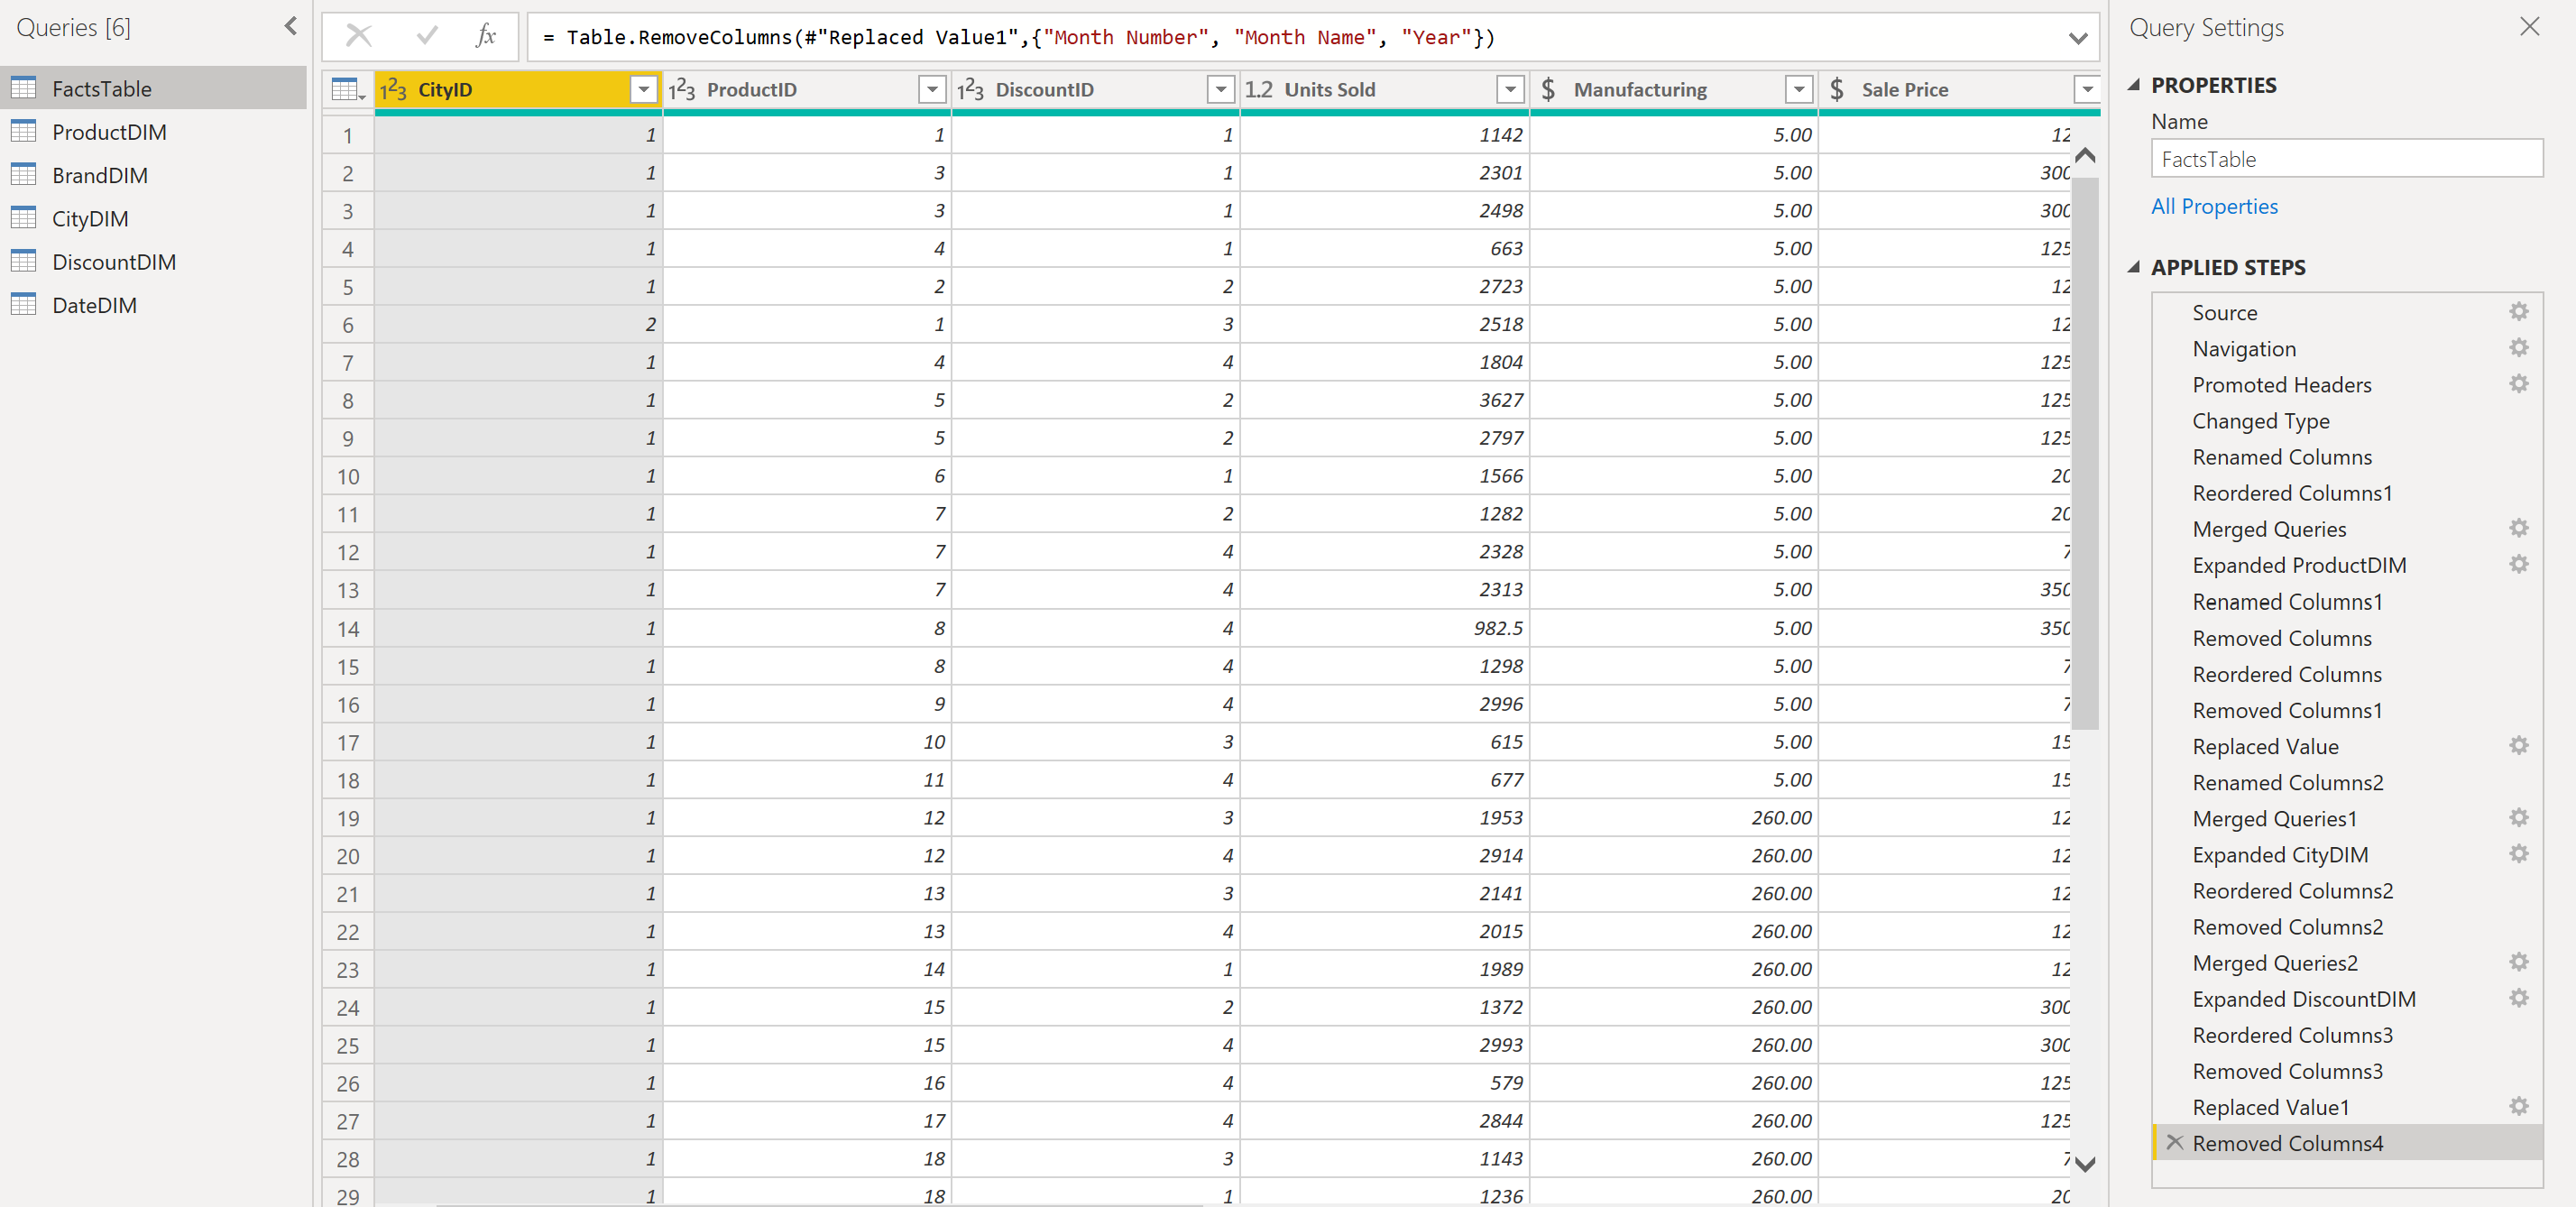 Queries [6]
FactsTable
ProductDIM
BrandDIM
CityDIM
DiscountDIM
DateDIM
fx = Table.RemoveColumns(#"Replaced Value1",{"Month Number", "Month Name", "Year"})
1²3 CityID 1²3 ProductID 1²3 DiscountID 1.2 Units Sold $ Manufacturing $ Sale Price
1 1 1 1 1142 5.00 12
2 1 3 1 2301 5.00 300
3 1 3 1 2498 5.00 300
4 1 4 1 663 5.00 125
5 1 2 2 2723 5.00 12
6 2 1 3 2518 5.00 12
7 1 4 4 1804 5.00 125
8 1 5 2 3627 5.00 125
9 1 5 2 2797 5.00 125
10 1 6 1 1566 5.00 20
11 1 7 2 1282 5.00 20
12 1 7 4 2328 5.00 7
13 1 7 4 2313 5.00 350
14 1 8 4 982.5 5.00 350
15 1 8 4 1298 5.00 7
16 1 9 4 2996 5.00 7
17 1 10 3 615 5.00 15
18 1 11 4 677 5.00 15
19 1 12 3 1953 260.00 12
20 1 12 4 2914 260.00 12
21 1 13 3 2141 260.00 12
22 1 13 4 2015 260.00 12
23 1 14 1 1989 260.00 12
24 1 15 2 1372 260.00 300
25 1 15 4 2993 260.00 300
26 1 16 4 579 260.00 125
27 1 17 4 2844 260.00 125
28 1 18 3 1143 260.00 7
29 1 18 1 1236 260.00 20
Query Settings
PROPERTIES
Name
FactsTable
All Properties
APPLIED STEPS
Source
Navigation
Promoted Headers
Changed Type
Renamed Columns
Reordered Columns1
Merged Queries
Expanded ProductDIM
Renamed Columns1
Removed Columns
Reordered Columns
Removed Columns1
Replaced Value
Renamed Columns2
Merged Queries1
Expanded CityDIM
Reordered Columns2
Removed Columns2
Merged Queries2
Expanded DiscountDIM
Reordered Columns3
Removed Columns3
Replaced Value1
Removed Columns4